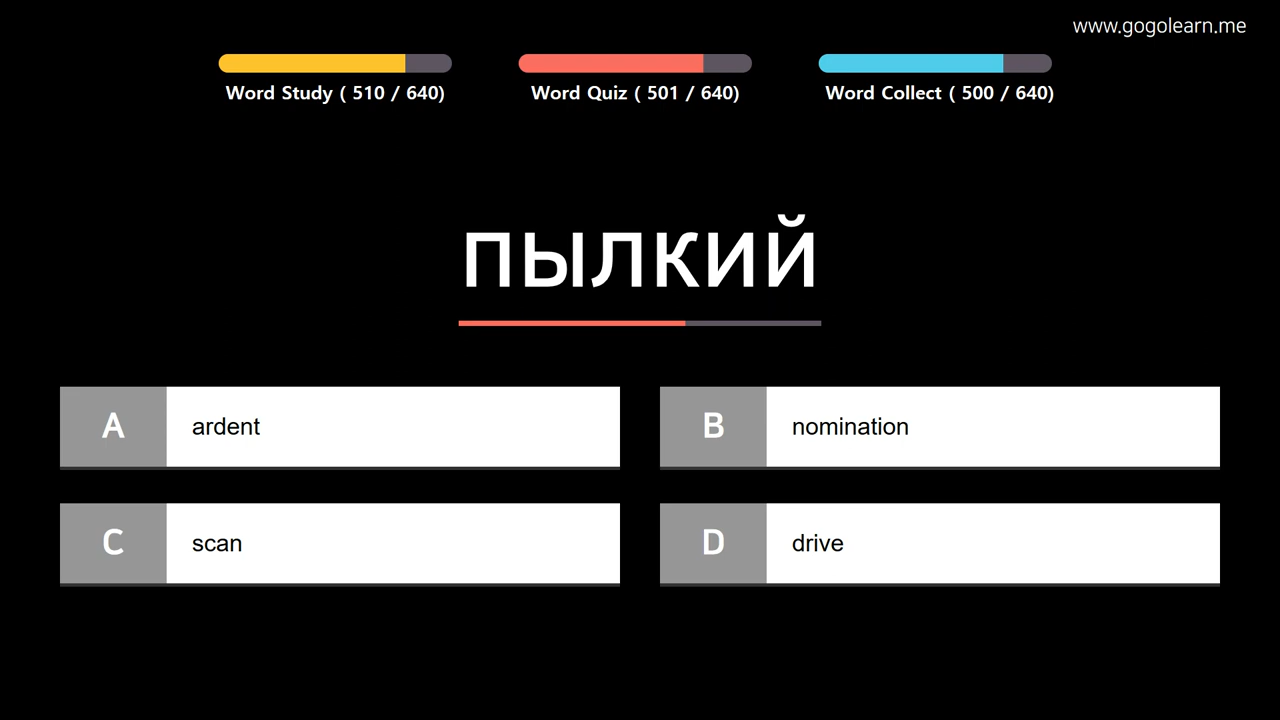 www.gogolearn.me
Word Study ( 510 / 640)
Word Quiz ( 501 / 640)
Word Collect ( 500 / 640)
пылкий
A ardent
B nomination
C scan
D drive